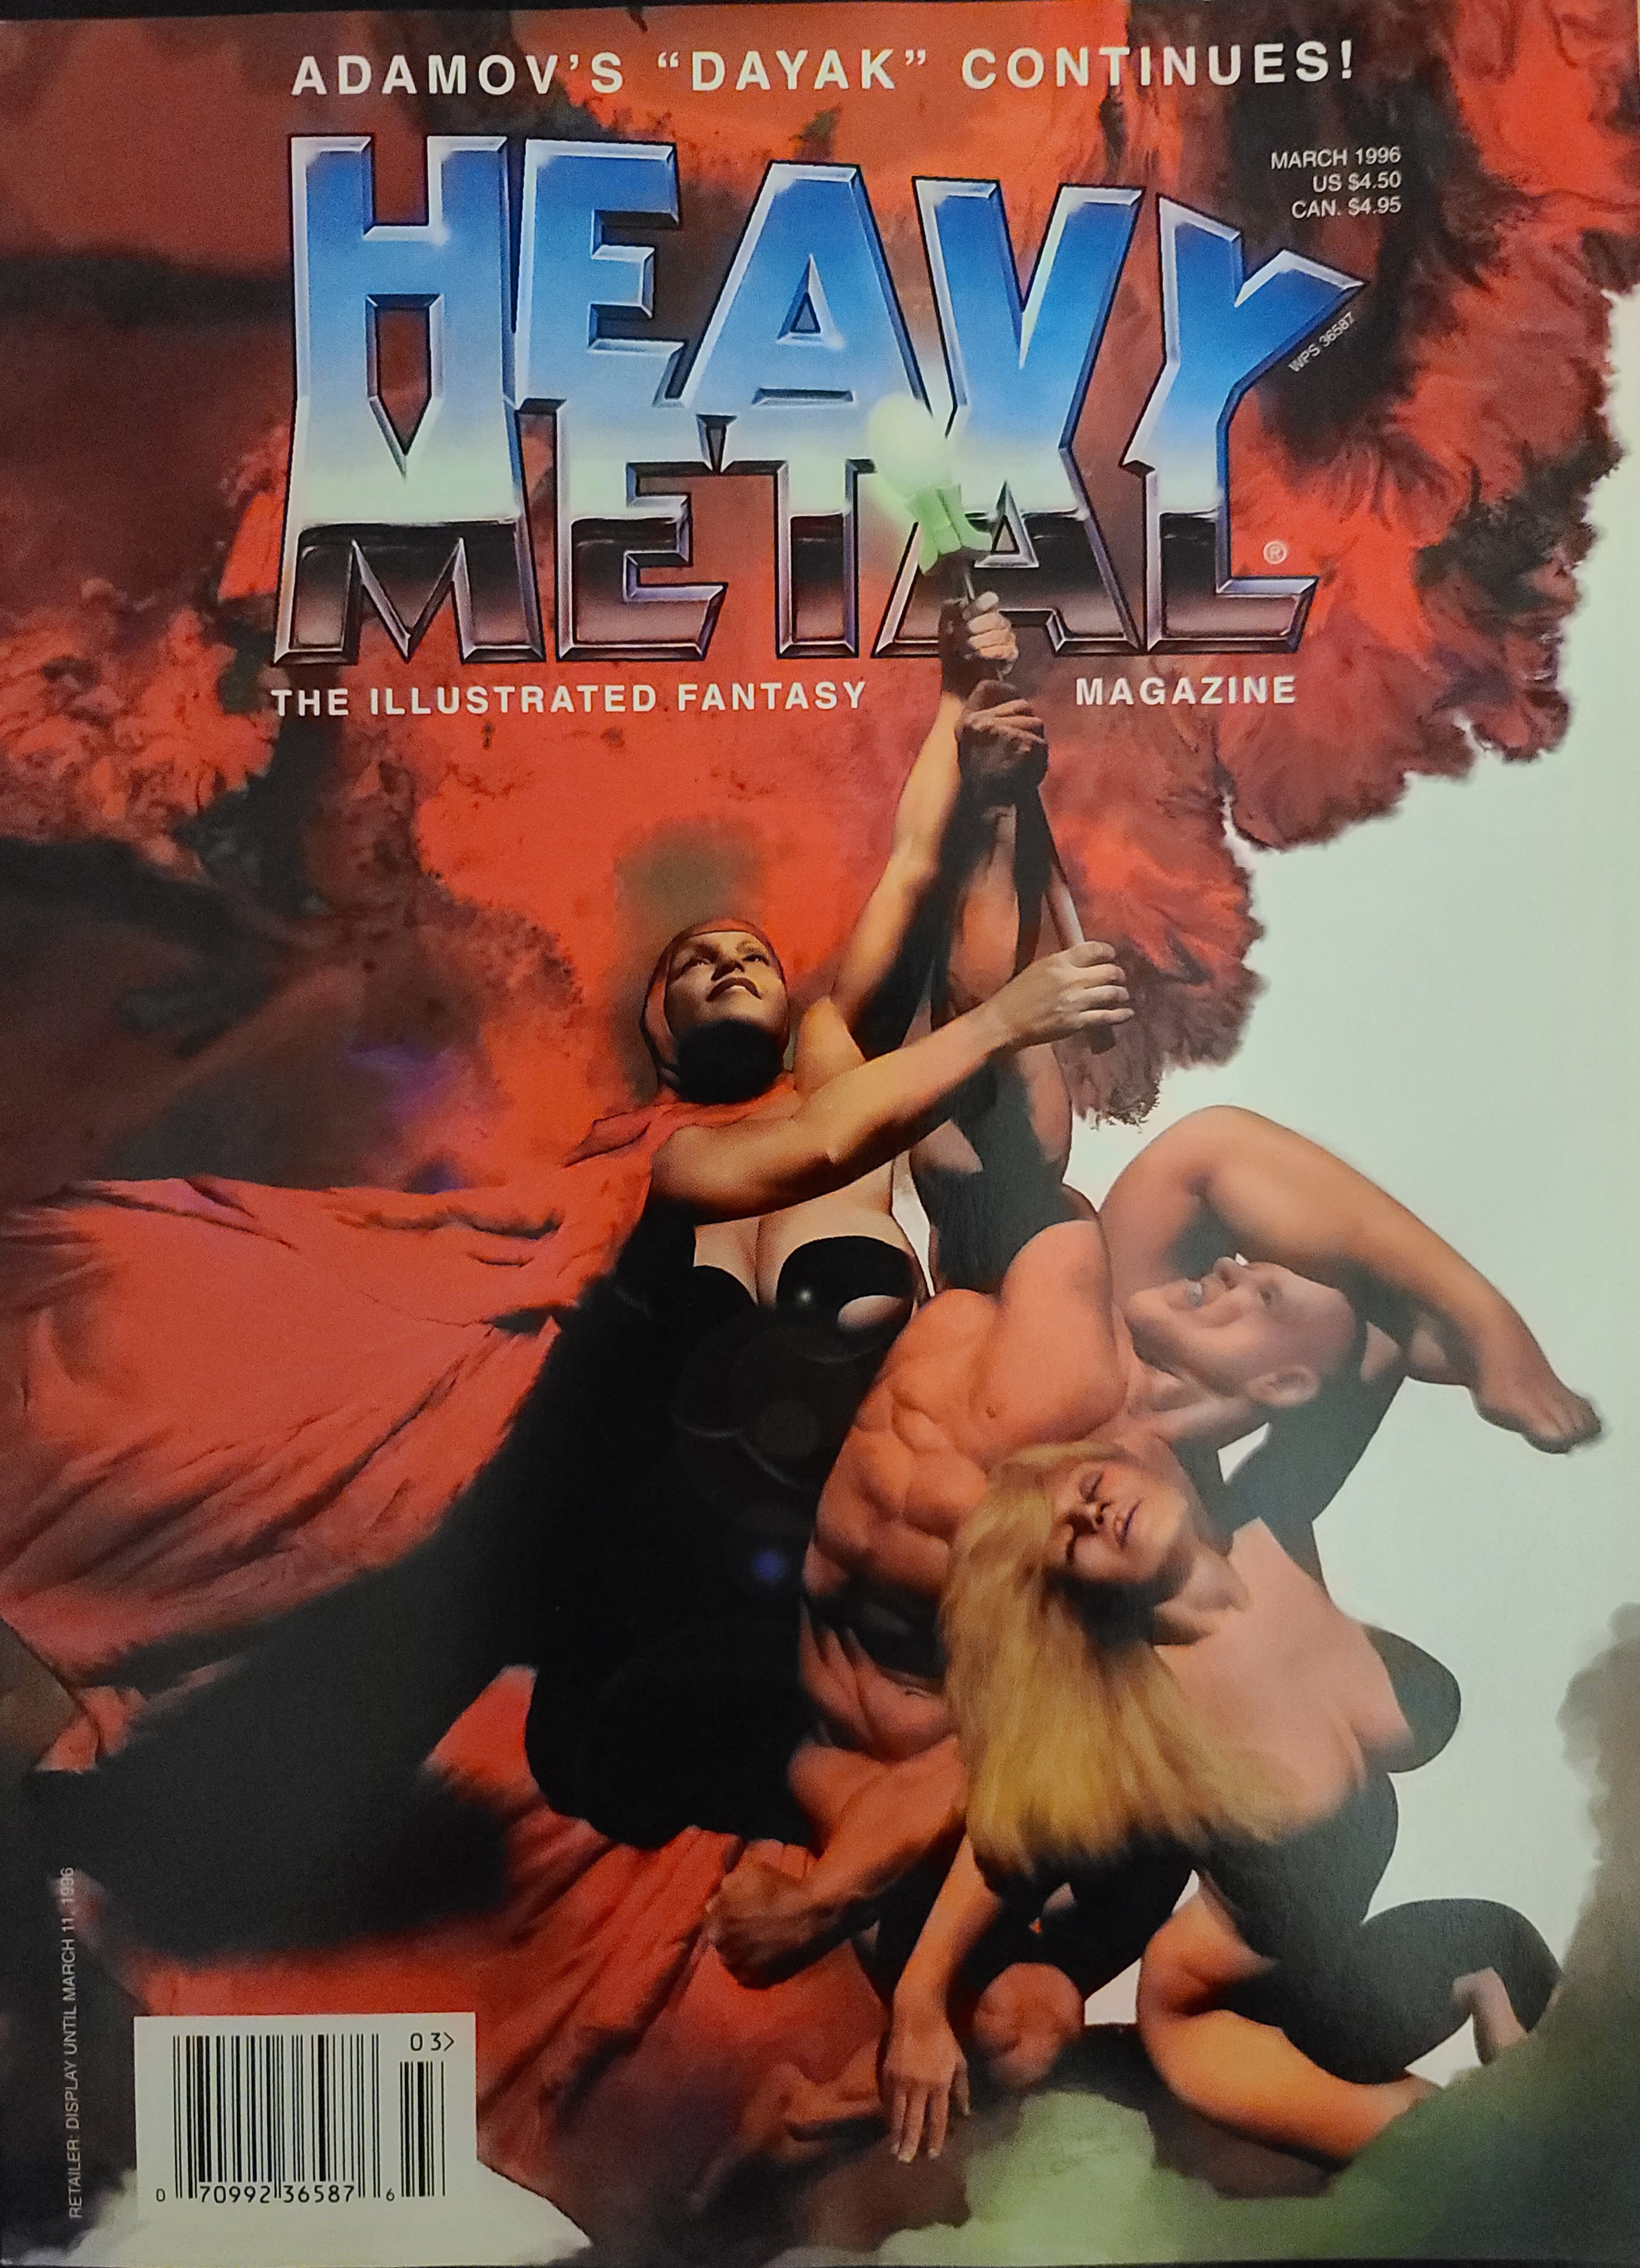 ADAMOV'S “DAYAK” CONTINUES!
MARCH 1996
US $4.50
CAN. $4.95
HEAVY
METAL®
WPS 36587
THE ILLUSTRATED FANTASY MAGAZINE
RETAILER: DISPLAY UNTIL MARCH 11, 1996
03>
0 70992 36587 6